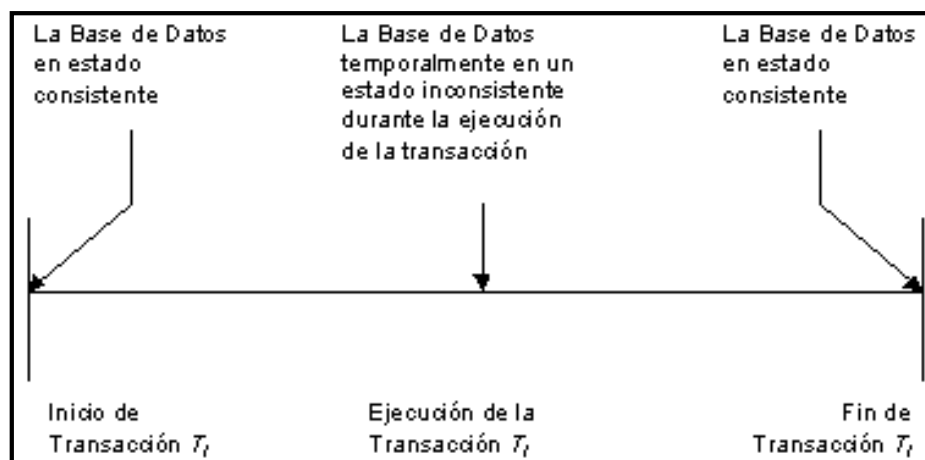 La Base de Datos
en estado
consistente
La Base de Datos
temporalmente en un
estado inconsistente
durante la ejecución
de la transacción
La Base de Datos
en estado
consistente
Inicio de
Transacción Tᵢ
Ejecución de la
Transacción Tᵢ
Fin de
Transacción Tᵢ